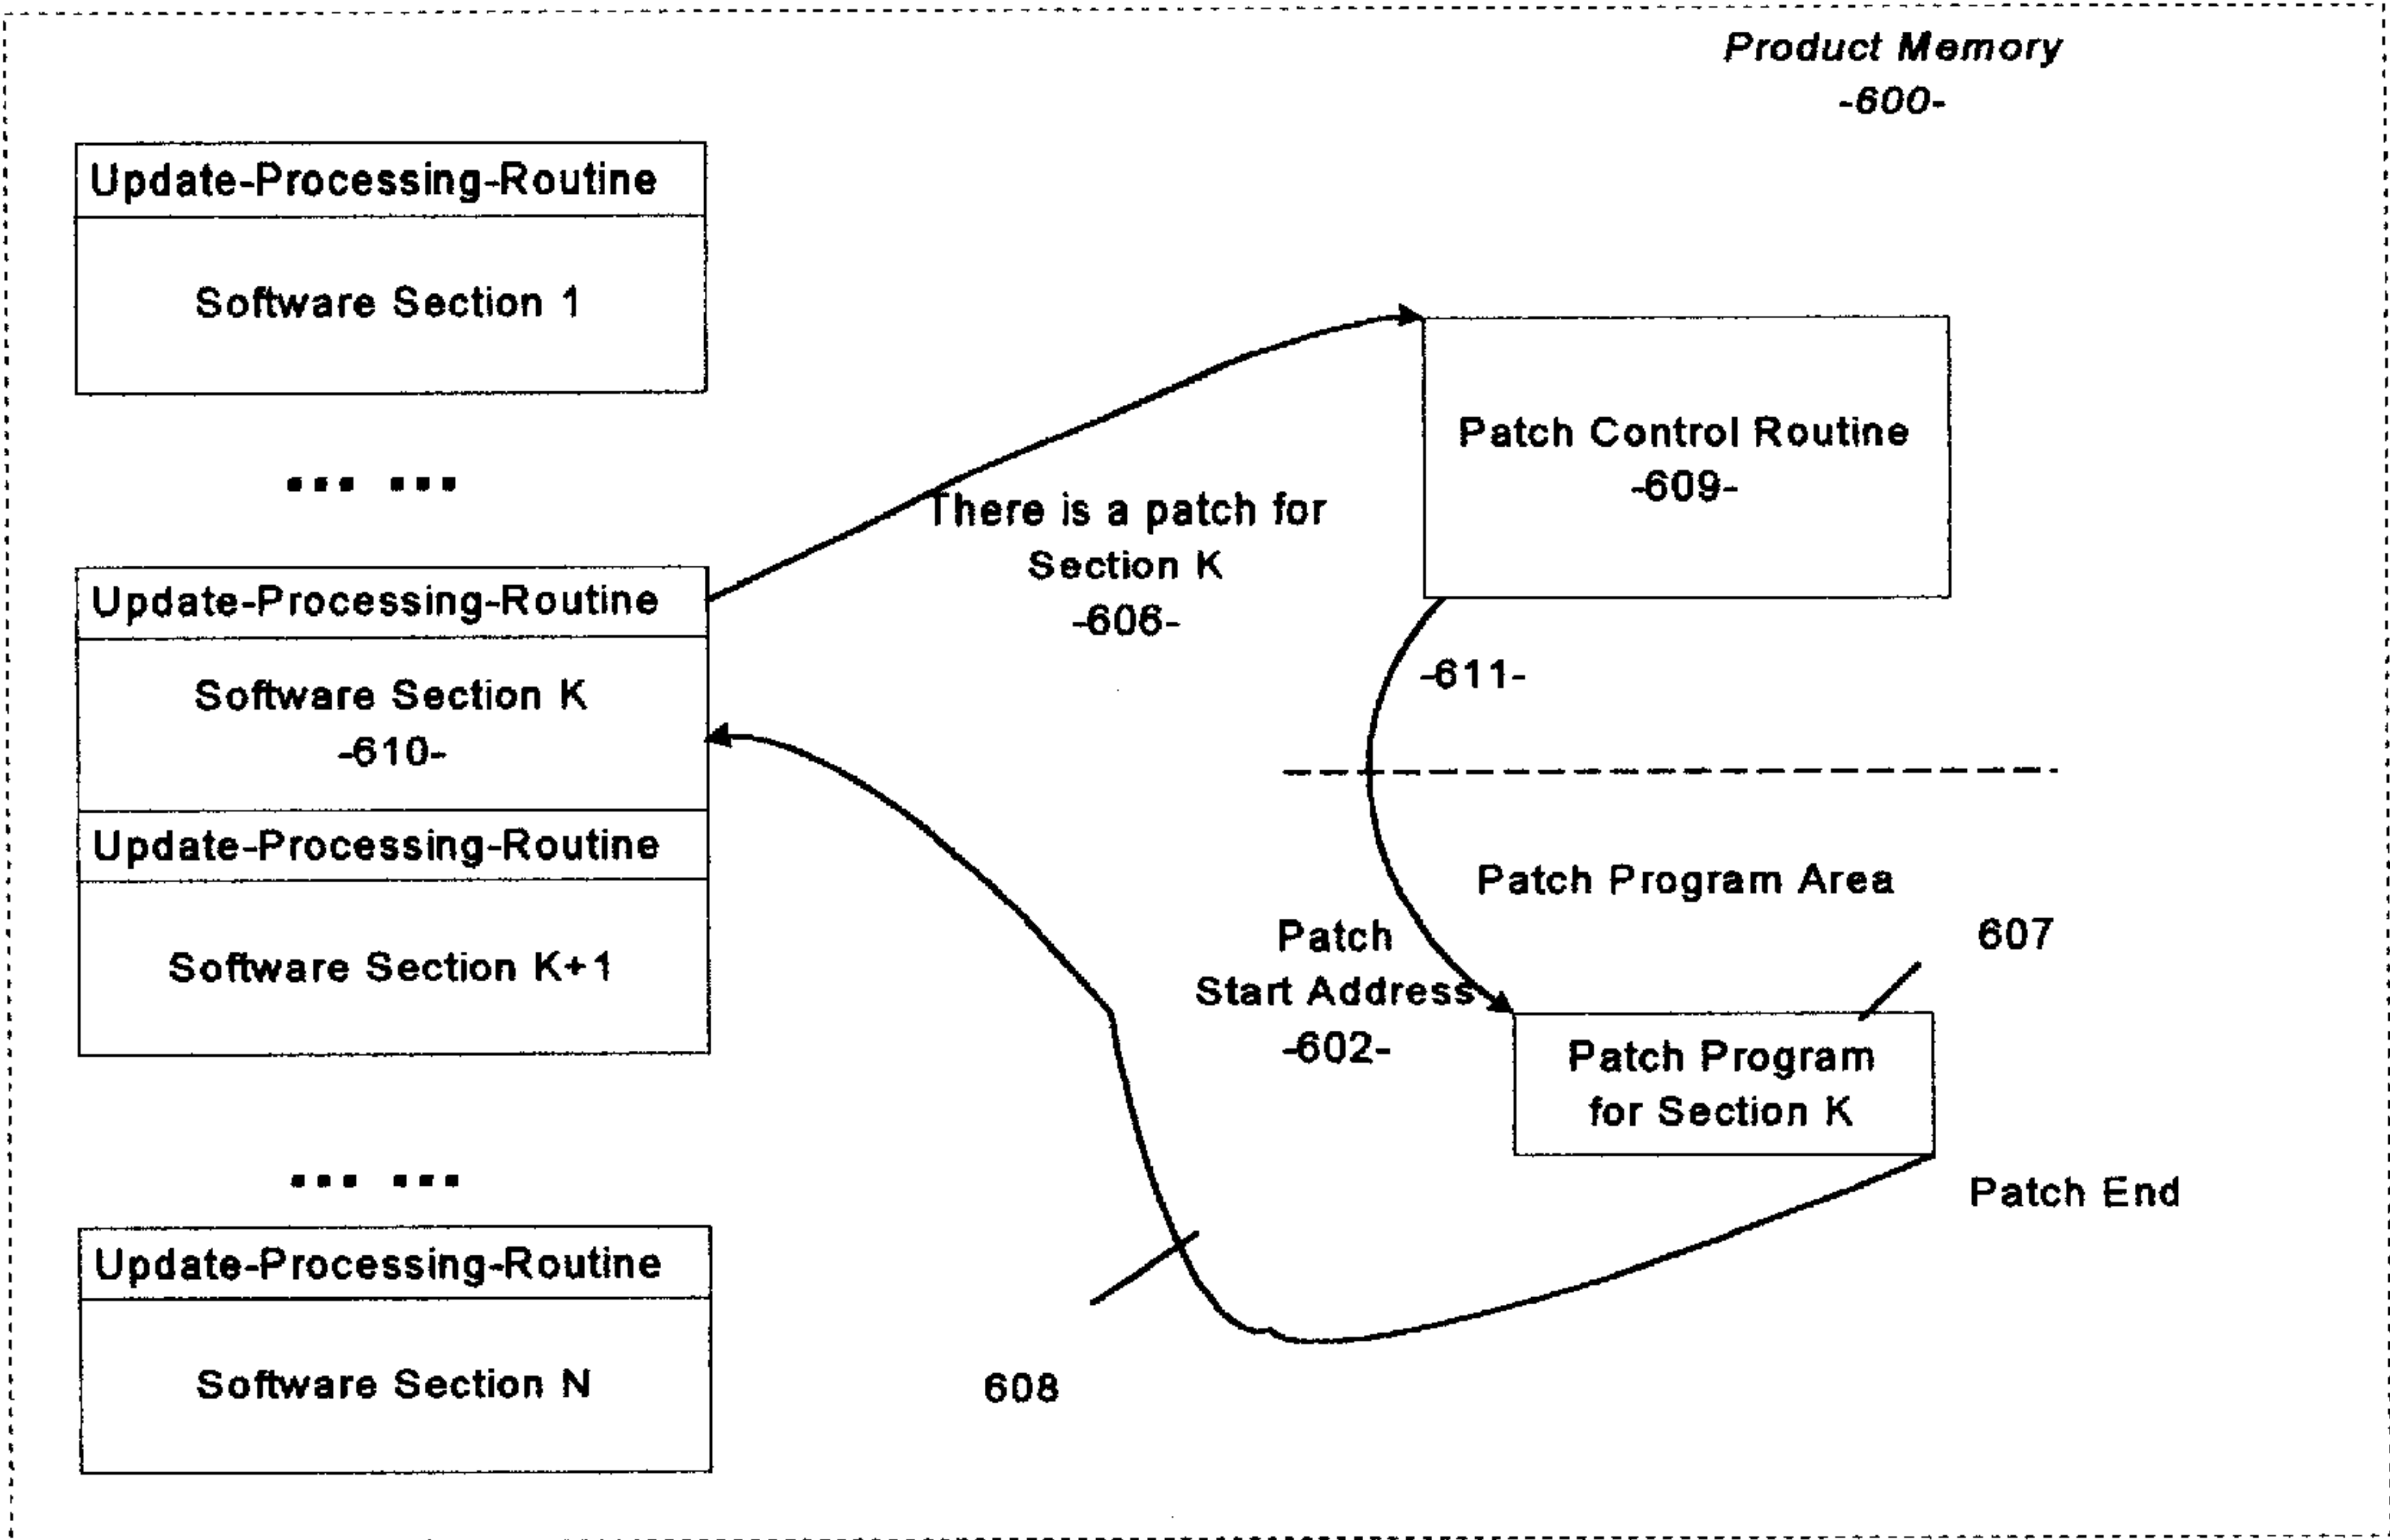 Product Memory
-600-
Update-Processing-Routine
Software Section 1
... ...
Update-Processing-Routine
Software Section K
-610-
Update-Processing-Routine
Software Section K+1
... ...
Update-Processing-Routine
Software Section N
There is a patch for
Section K
-606-
Patch Control Routine
-609-
-611-
Patch Program Area
607
Patch
Start Address
-602-
Patch Program
for Section K
Patch End
608